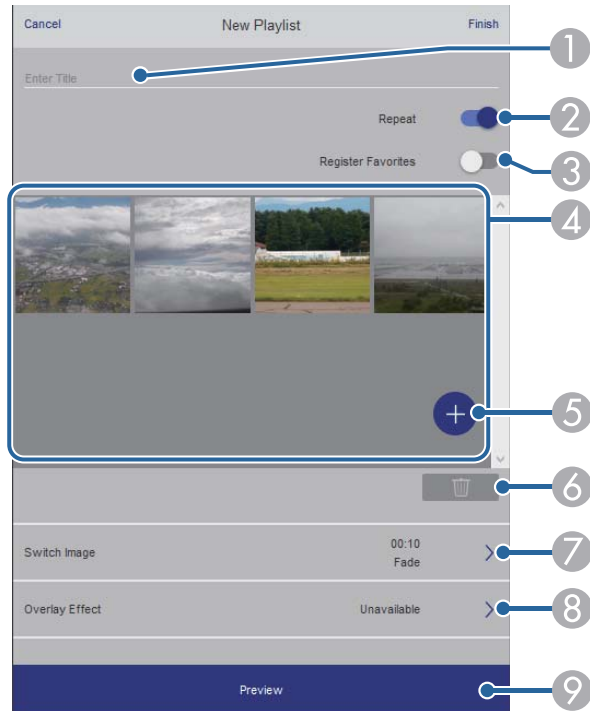 Cancel New Playlist Finish
Enter Title
1
Repeat
2
Register Favorites
3
4
5
6
Switch Image 00:10
Fade
7
Overlay Effect Unavailable
8
Preview
9